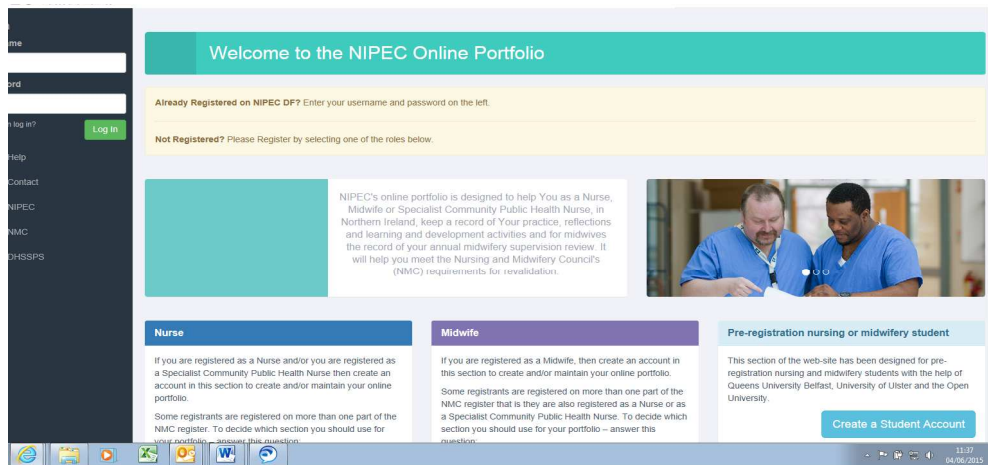 Welcome to the NIPEC Online Portfolio
Already Registered on NIPEC DF? Enter your username and password on the left.
Not Registered? Please Register by selecting one of the roles below.
Log In
Help
Contact
NIPEC
NMC
DHSSPS
NIPEC's online portfolio is designed to help You as a Nurse,
Midwife or Specialist Community Public Health Nurse, in
Northern Ireland, keep a record of Your practice, reflections
and learning and development activities and for midwives
the record of your annual midwifery supervision review. It
will help you meet the Nursing and Midwifery Council's
(NMC) requirements for revalidation.
Nurse
If you are registered as a Nurse and/or you are registered as
a Specialist Community Public Health Nurse then create an
account in this section to create and/or maintain your online
portfolio.
Some registrants are registered on more than one part of the
NMC register. To decide which section you should use for
your portfolio – answer this question:
Midwife
If you are registered as a Midwife, then create an account in
this section to create and/or maintain your online portfolio.
Some registrants are registered on more than one part of the
NMC register that is they are also registered as a Nurse or as
a Specialist Community Public Health Nurse. To decide which
section you should use for your portfolio – answer this
question:
Pre-registration nursing or midwifery student
This section of the web-site has been designed for pre-
registration nursing and midwifery students with the help of
Queens University Belfast, University of Ulster and the Open
University.
Create a Student Account
11:37
04/06/2015